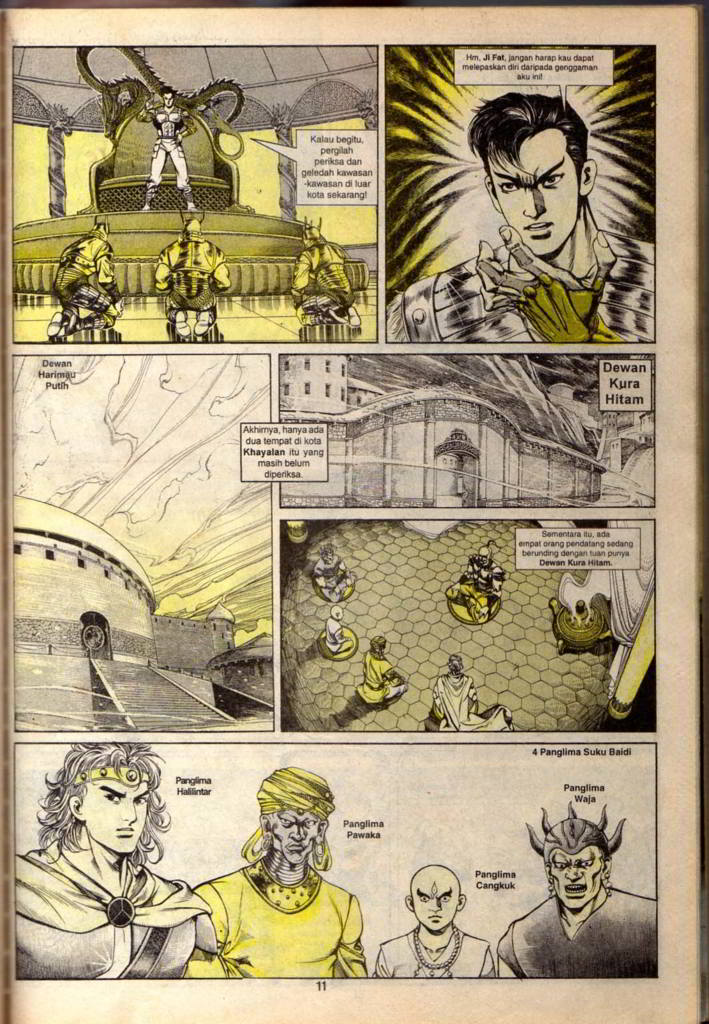 Kalau begitu,
pergilah
periksa dan
geledah kawasan
-kawasan di luar
kota sekarang!
Hm, Ji Fat, jangan harap kau dapat
melepaskan diri daripada genggaman
aku ini!
Dewan
Harimau
Putih
Akhirnya, hanya ada
dua tempat di kota
Khayalan itu yang
masih belum
diperiksa.
Dewan
Kura
Hitam
Sementara itu, ada
empat orang pendatang sedang
berunding dengan tuan punya
Dewan Kura Hitam.
4 Panglima Suku Baidi
Panglima
Halilintar
Panglima
Pawaka
Panglima
Cangkuk
Panglima
Waja
11